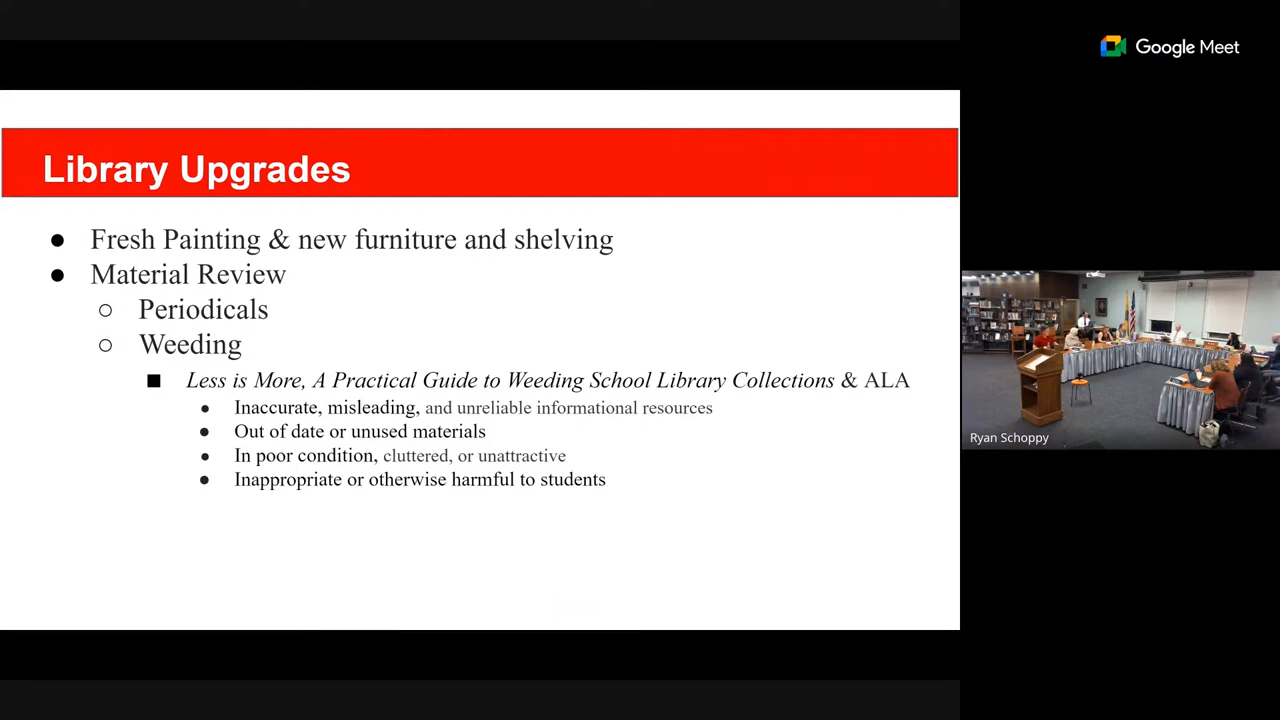 Google Meet
Library Upgrades
● Fresh Painting & new furniture and shelving
● Material Review
○ Periodicals
○ Weeding
■ Less is More, A Practical Guide to Weeding School Library Collections & ALA
● Inaccurate, misleading, and unreliable informational resources
● Out of date or unused materials
● In poor condition, cluttered, or unattractive
● Inappropriate or otherwise harmful to students
Ryan Schoppy